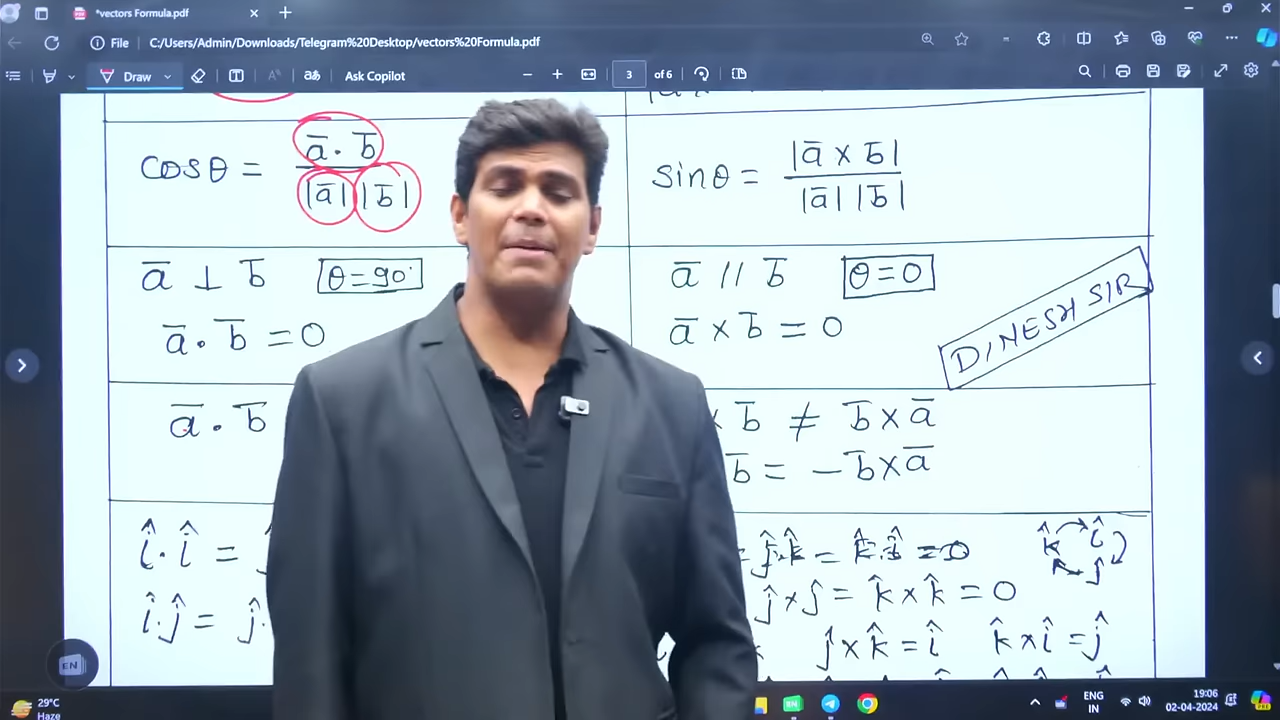 *vectors Formula.pdf
File C:/Users/Admin/Downloads/Telegram%20Desktop/vectors%20Formula.pdf
Draw Ask Copilot 3 of 6
cosθ = a̅ . b̅ / |a̅| |b̅|
sinθ = |a̅ × b̅| / |a̅| |b̅|
a̅ ⊥ b̅ θ=90°
a̅ // b̅ θ=0
a̅ . b̅ = 0
a̅ × b̅ = 0
DINESH SIR
a̅ . b̅
× b̅ ≠ b̅ × a̅
b̅ = − b̅ × a̅
î . î =
= ĵ.k̂ = k̂.î = 0
k̂ î ĵ
î . ĵ = ĵ.
ĵ × ĵ = k̂ × k̂ = 0
ĵ × k̂ = î k̂ × î = ĵ
EN
29°C
Haze
ENG
IN
19:06
02-04-2024